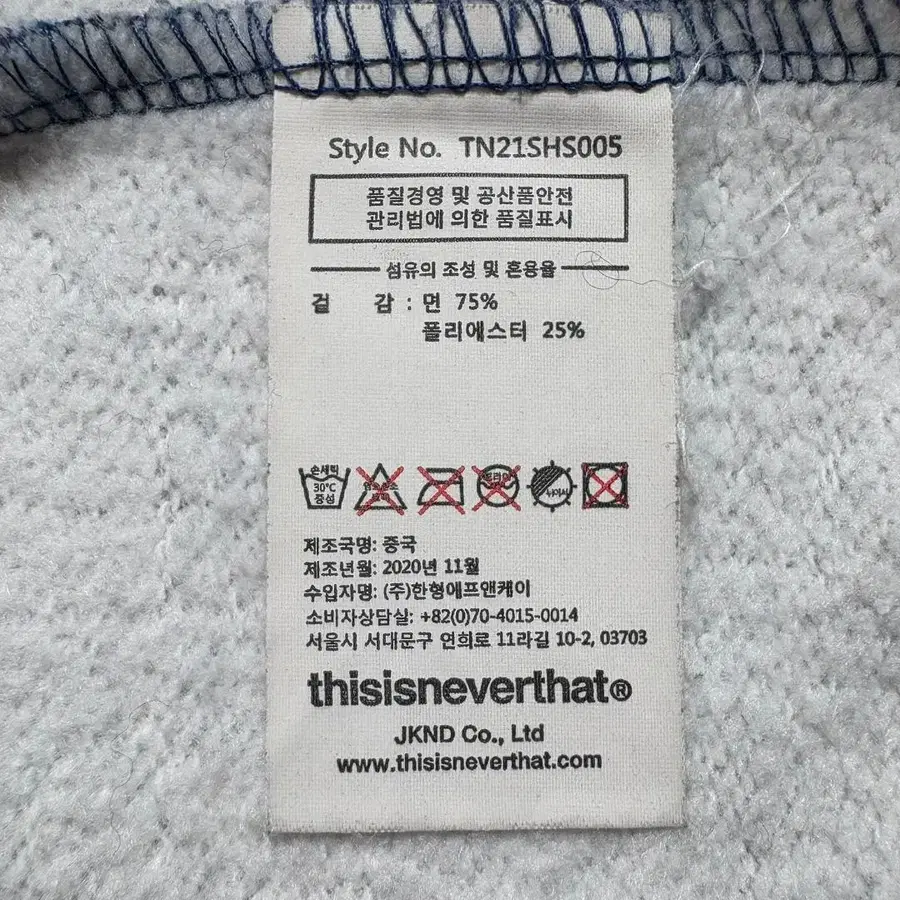 Style No. TN21SHS005
품질경영 및 공산품안전
관리법에 의한 품질표시
섬유의 조성 및 혼용율
겉 감 : 면 75%
폴리에스터 25%
손세탁
30℃
중성
제조국명: 중국
제조년월: 2020년 11월
수입자명: (주)한형에프앤케이
소비자상담실: +82(0)70-4015-0014
서울시 서대문구 연희로 11라길 10-2, 03703
thisisneverthat®
JKND Co., Ltd
www.thisisneverthat.com